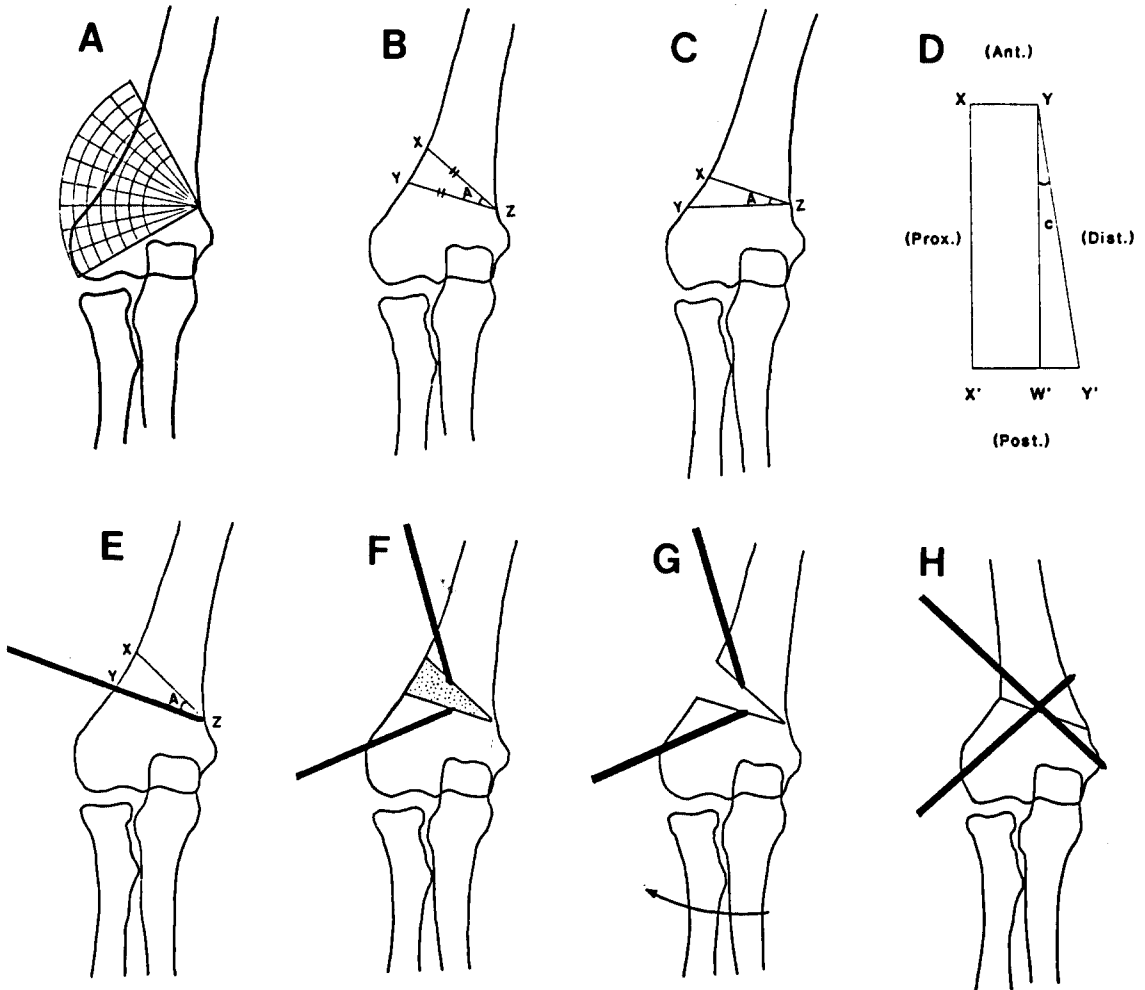 A
B
X
Y
A
Z
C
X
Y
A
Z
D
(Ant.)
X Y
(Prox.)
c
(Dist.)
X' W' Y'
(Post.)
E
X
Y
A
Z
F
G
H